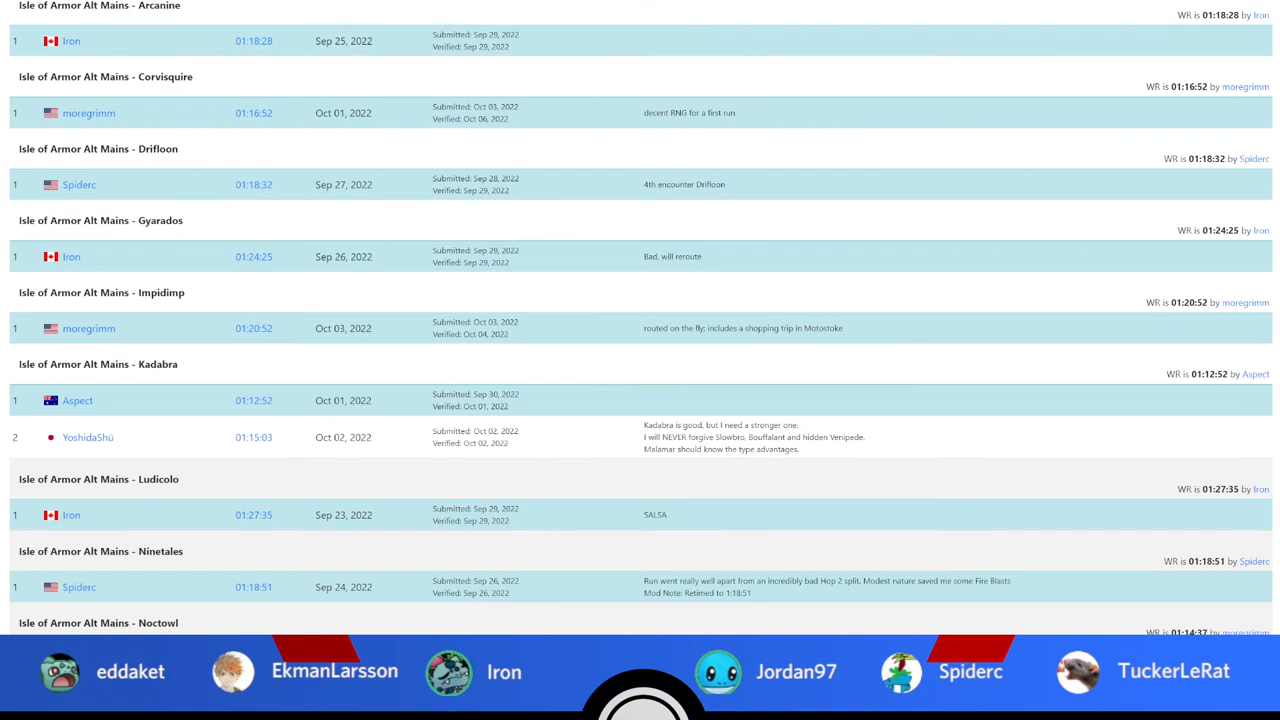 Isle of Armor Alt Mains - Arcanine
WR is 01:18:28 by Iron
1 Iron 01:18:28 Sep 25, 2022 Submitted: Sep 29, 2022
Verified: Sep 29, 2022
Isle of Armor Alt Mains - Corvisquire
WR is 01:16:52 by moregrimm
1 moregrimm 01:16:52 Oct 01, 2022 Submitted: Oct 03, 2022 decent RNG for a first run
Verified: Oct 06, 2022
Isle of Armor Alt Mains - Drifloon
WR is 01:18:32 by Spiderc
1 Spiderc 01:18:32 Sep 27, 2022 Submitted: Sep 28, 2022 4th encounter Drifloon
Verified: Sep 29, 2022
Isle of Armor Alt Mains - Gyarados
WR is 01:24:25 by Iron
1 Iron 01:24:25 Sep 26, 2022 Submitted: Sep 29, 2022 Bad, will reroute
Verified: Sep 29, 2022
Isle of Armor Alt Mains - Impidimp
WR is 01:20:52 by moregrimm
1 moregrimm 01:20:52 Oct 03, 2022 Submitted: Oct 03, 2022 routed on the fly; includes a shopping trip in Motostoke
Verified: Oct 04, 2022
Isle of Armor Alt Mains - Kadabra
WR is 01:12:52 by Aspect
1 Aspect 01:12:52 Oct 01, 2022 Submitted: Sep 30, 2022
Verified: Oct 01, 2022
Kadabra is good, but I need a stronger one.
2 YoshidaShū 01:15:03 Oct 02, 2022 Submitted: Oct 02, 2022 I will NEVER forgive Slowbro, Bouffalant and hidden Venipede.
Verified: Oct 02, 2022 Malamar should know the type advantages.
Isle of Armor Alt Mains - Ludicolo
WR is 01:27:35 by Iron
1 Iron 01:27:35 Sep 23, 2022 Submitted: Sep 29, 2022 SALSA
Verified: Sep 29, 2022
Isle of Armor Alt Mains - Ninetales
WR is 01:18:51 by Spiderc
1 Spiderc 01:18:51 Sep 24, 2022 Submitted: Sep 26, 2022 Run went really well apart from an incredibly bad Hop 2 split. Modest nature saved me some Fire Blasts
Verified: Sep 26, 2022 Mod Note: Retimed to 1:18:51
Isle of Armor Alt Mains - Noctowl
WR is 01:14:37 by moregrimm
eddaket EkmanLarsson Iron Jordan97 Spiderc TuckerLeRat